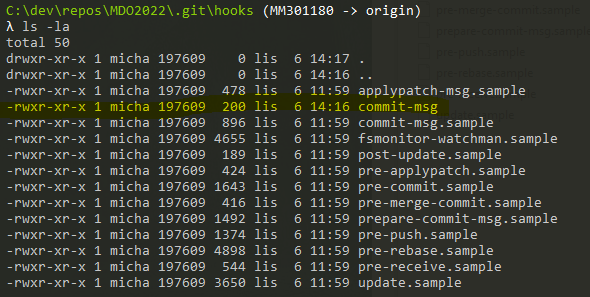 C:\dev\repos\MDO2022\.git\hooks (MM301180 -> origin)
λ ls -la
total 50
drwxr-xr-x 1 micha 197609    0 lis  6 14:17 .
drwxr-xr-x 1 micha 197609    0 lis  6 14:16 ..
-rwxr-xr-x 1 micha 197609  478 lis  6 11:59 applypatch-msg.sample
-rwxr-xr-x 1 micha 197609  200 lis  6 14:16 commit-msg
-rwxr-xr-x 1 micha 197609  896 lis  6 11:59 commit-msg.sample
-rwxr-xr-x 1 micha 197609 4655 lis  6 11:59 fsmonitor-watchman.sample
-rwxr-xr-x 1 micha 197609  189 lis  6 11:59 post-update.sample
-rwxr-xr-x 1 micha 197609  424 lis  6 11:59 pre-applypatch.sample
-rwxr-xr-x 1 micha 197609 1643 lis  6 11:59 pre-commit.sample
-rwxr-xr-x 1 micha 197609  416 lis  6 11:59 pre-merge-commit.sample
-rwxr-xr-x 1 micha 197609 1492 lis  6 11:59 prepare-commit-msg.sample
-rwxr-xr-x 1 micha 197609 1374 lis  6 11:59 pre-push.sample
-rwxr-xr-x 1 micha 197609 4898 lis  6 11:59 pre-rebase.sample
-rwxr-xr-x 1 micha 197609  544 lis  6 11:59 pre-receive.sample
-rwxr-xr-x 1 micha 197609 3650 lis  6 11:59 update.sample